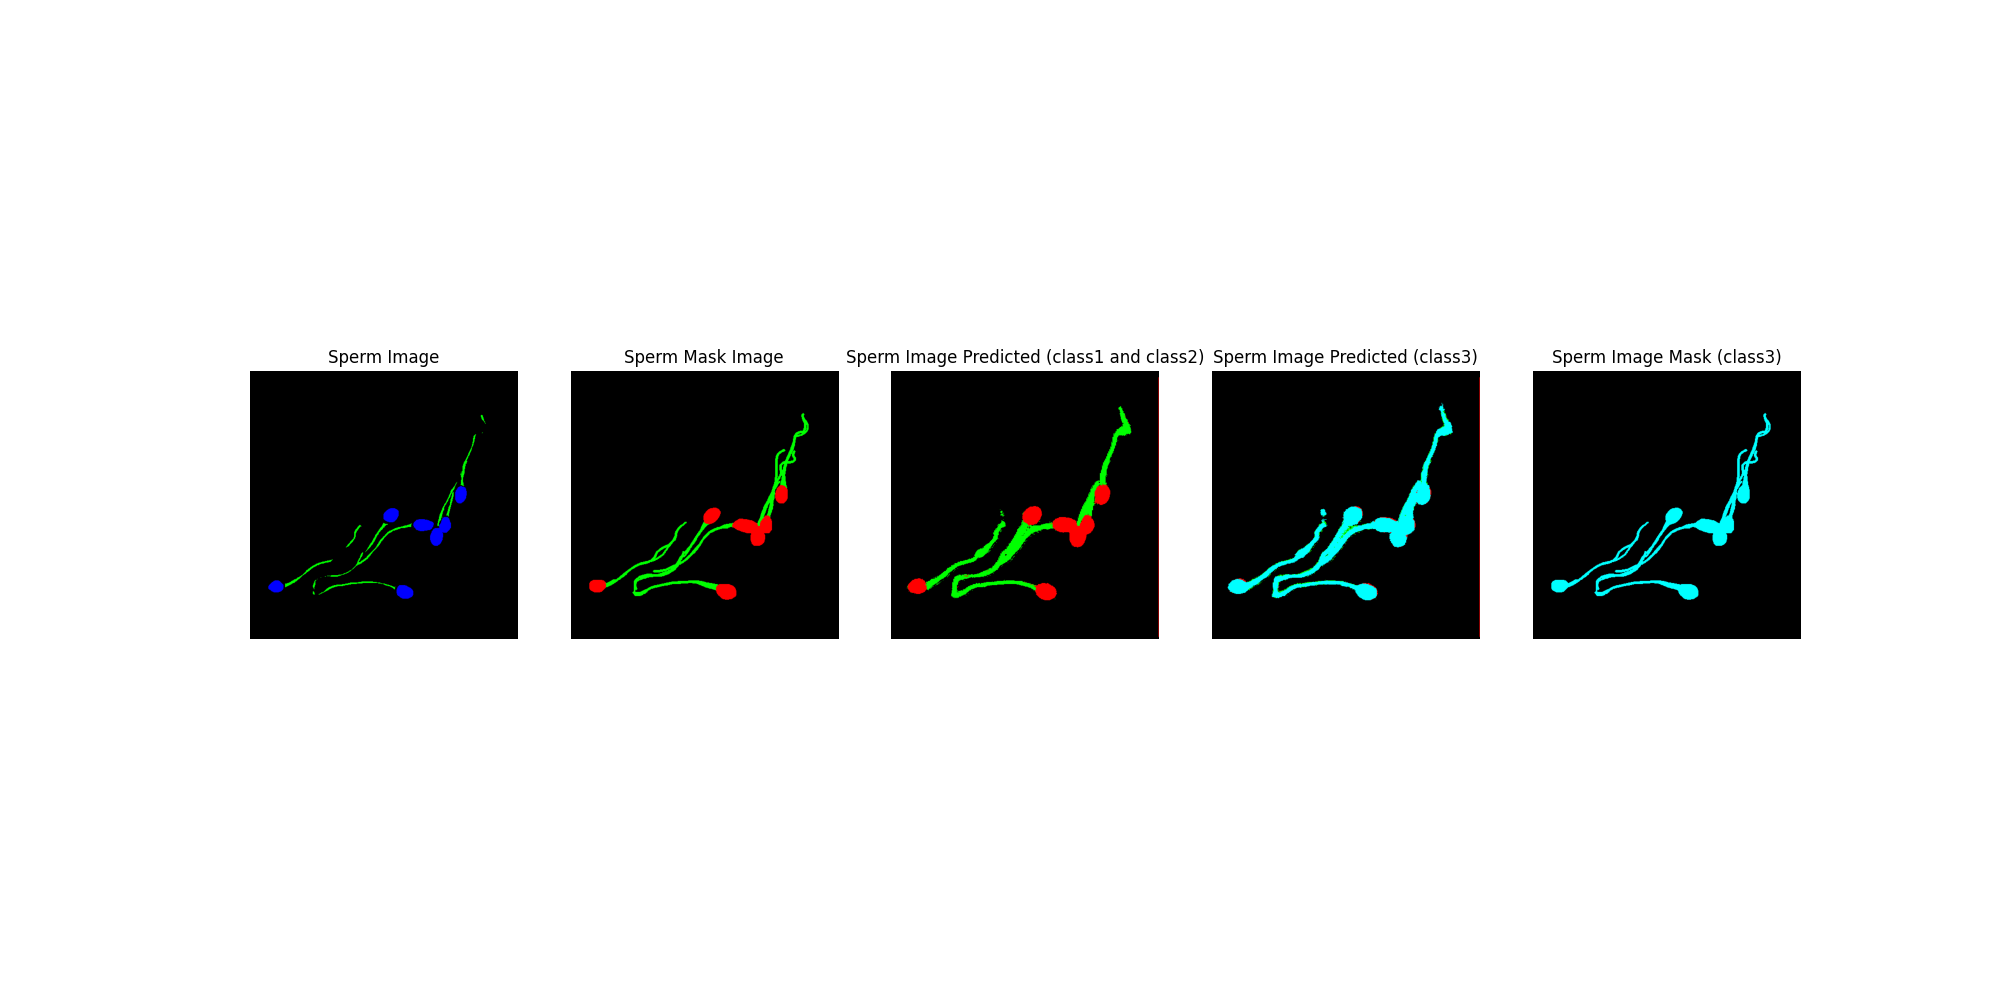 Sperm Image
Sperm Mask Image
Sperm Image Predicted (class1 and class2)
Sperm Image Predicted (class3)
Sperm Image Mask (class3)